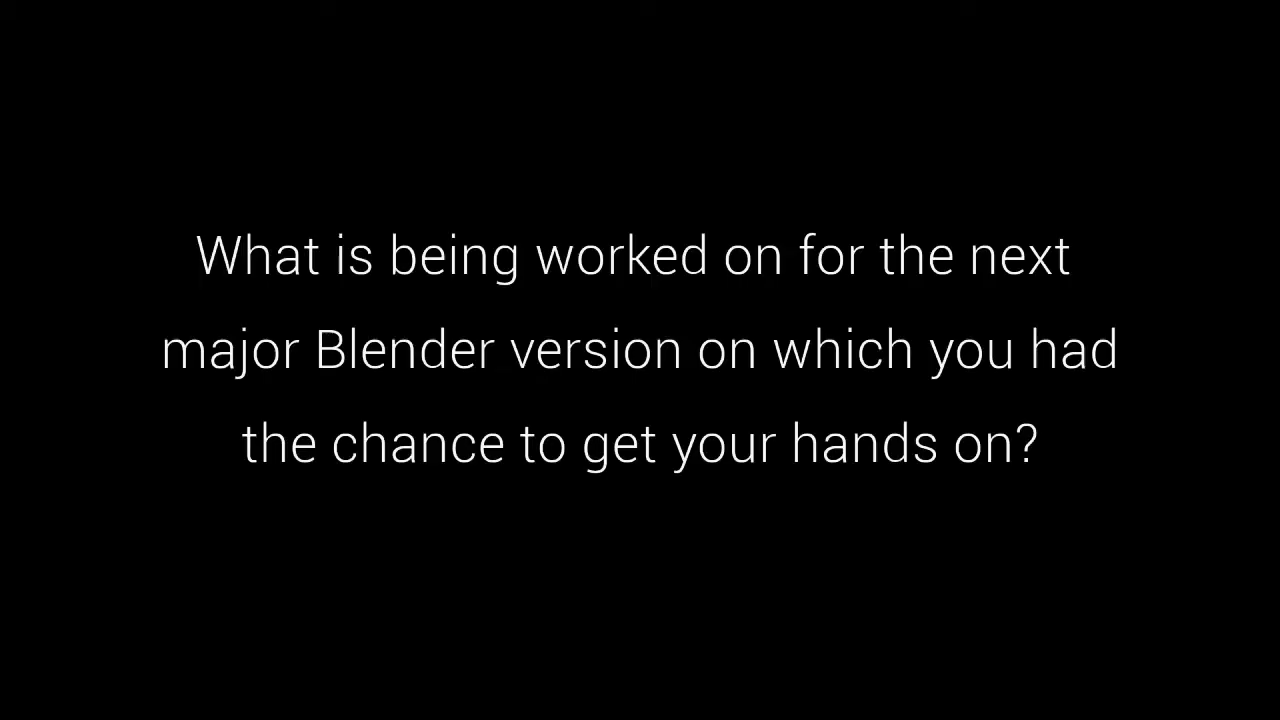 What is being worked on for the next
major Blender version on which you had
the chance to get your hands on?